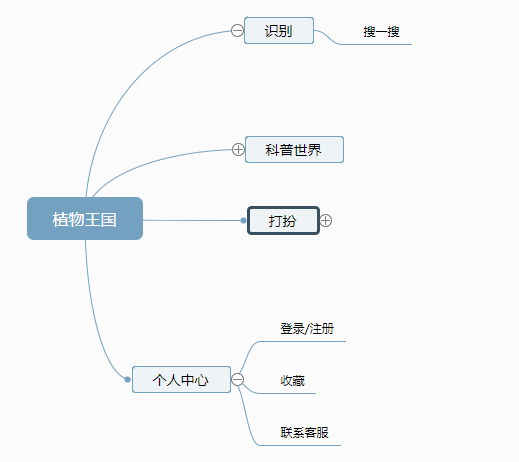 识别
搜一搜
科普世界
植物王国
打扮
登录/注册
个人中心
收藏
联系客服